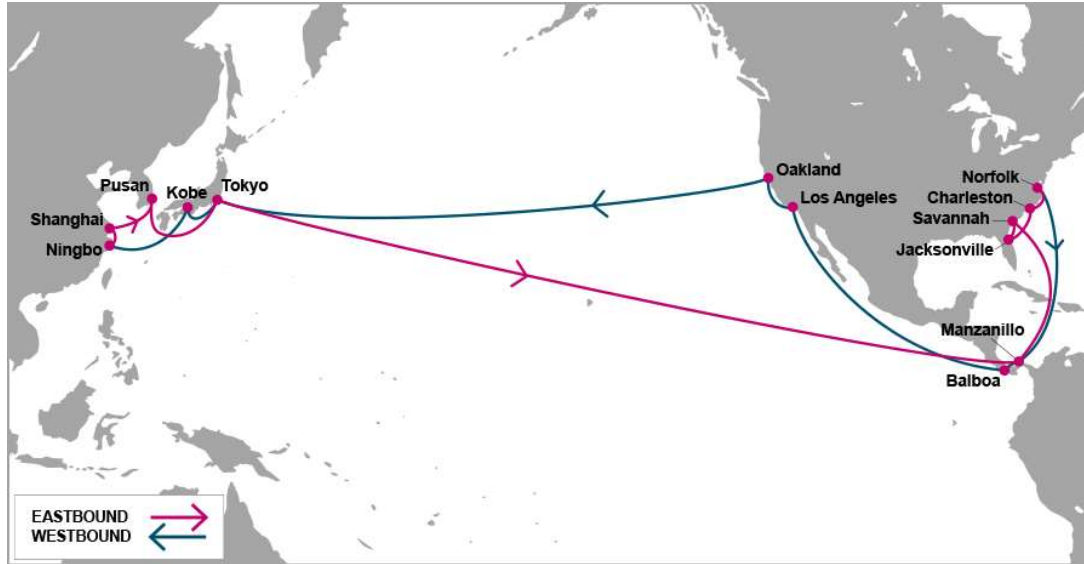 Oakland
Norfolk
Pusan
Kobe
Tokyo
Los Angeles
Charleston
Shanghai
Savannah
Ningbo
Jacksonville
Manzanillo
Balboa
EASTBOUND
WESTBOUND